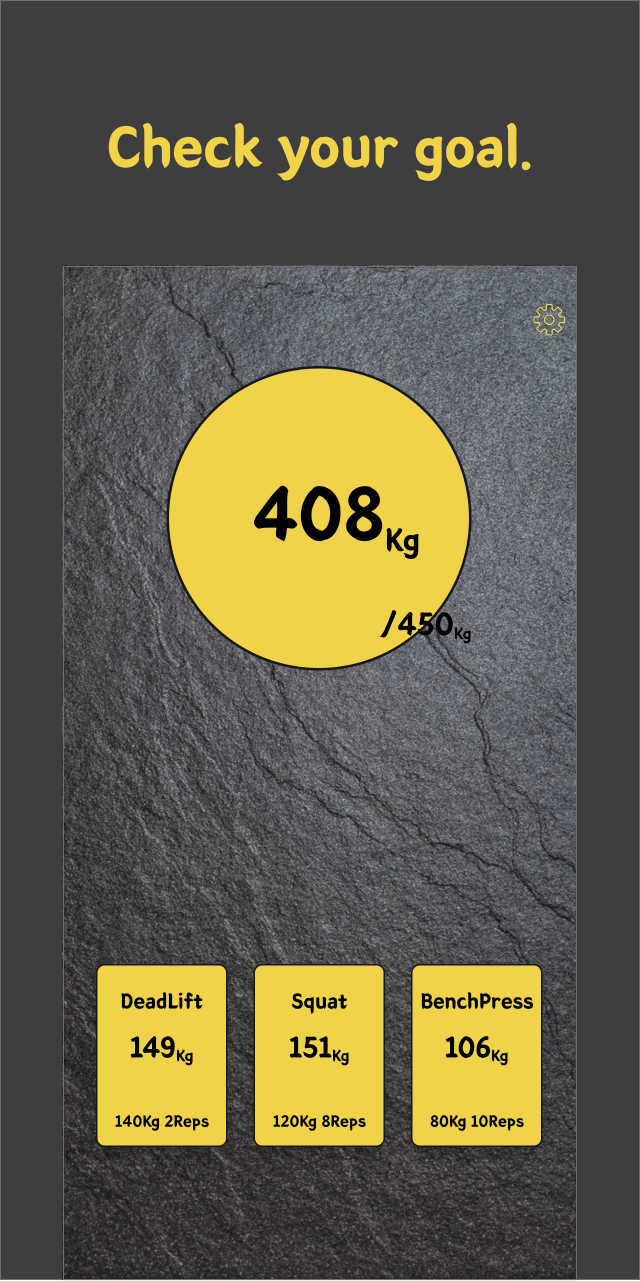 Check your goal.
408Kg
/450Kg
DeadLift
149Kg
140Kg 2Reps
Squat
151Kg
120Kg 8Reps
BenchPress
106Kg
80Kg 10Reps